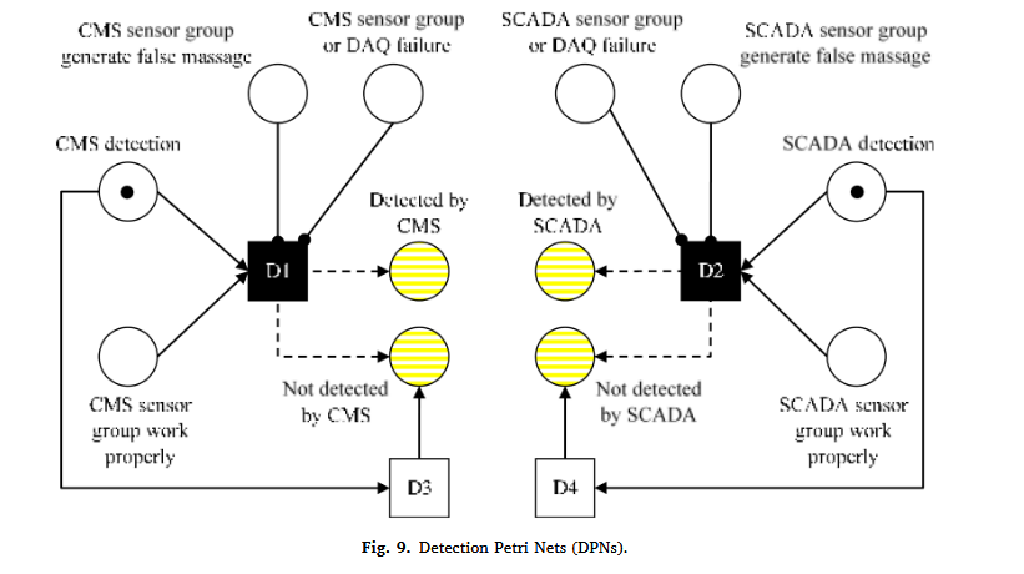 CMS sensor group
generate false massage
CMS sensor group
or DAQ failure
SCADA sensor group
or DAQ failure
SCADA sensor group
generate false massage
CMS detection
SCADA detection
Detected by
CMS
Detected by
SCADA
D1
D2
Not detected
by CMS
Not detected
by SCADA
CMS sensor
group work
properly
SCADA sensor
group work
properly
D3
D4
Fig. 9. Detection Petri Nets (DPNs).